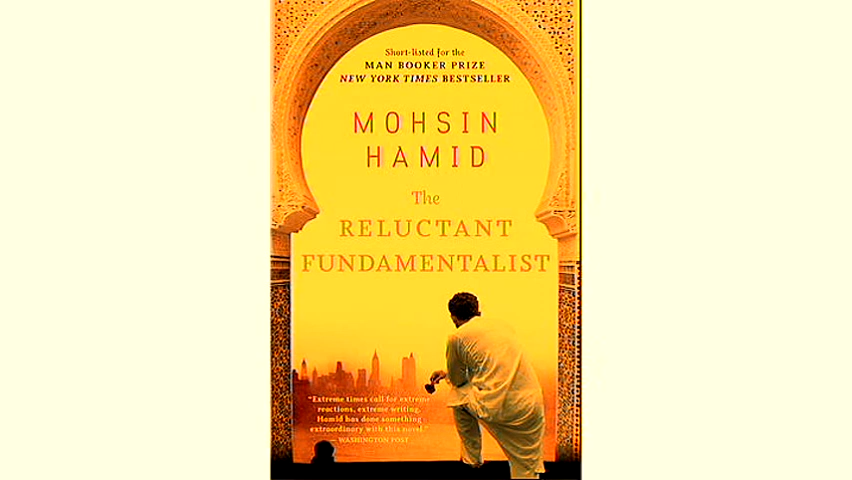 Short-listed for the
MAN BOOKER PRIZE
NEW YORK TIMES BESTSELLER
MOHSIN
HAMID
The
RELUCTANT
FUNDAMENTALIST
"Extreme times call for extreme
reactions, extreme writing.
Hamid has done something
extraordinary with this novel."
— WASHINGTON POST